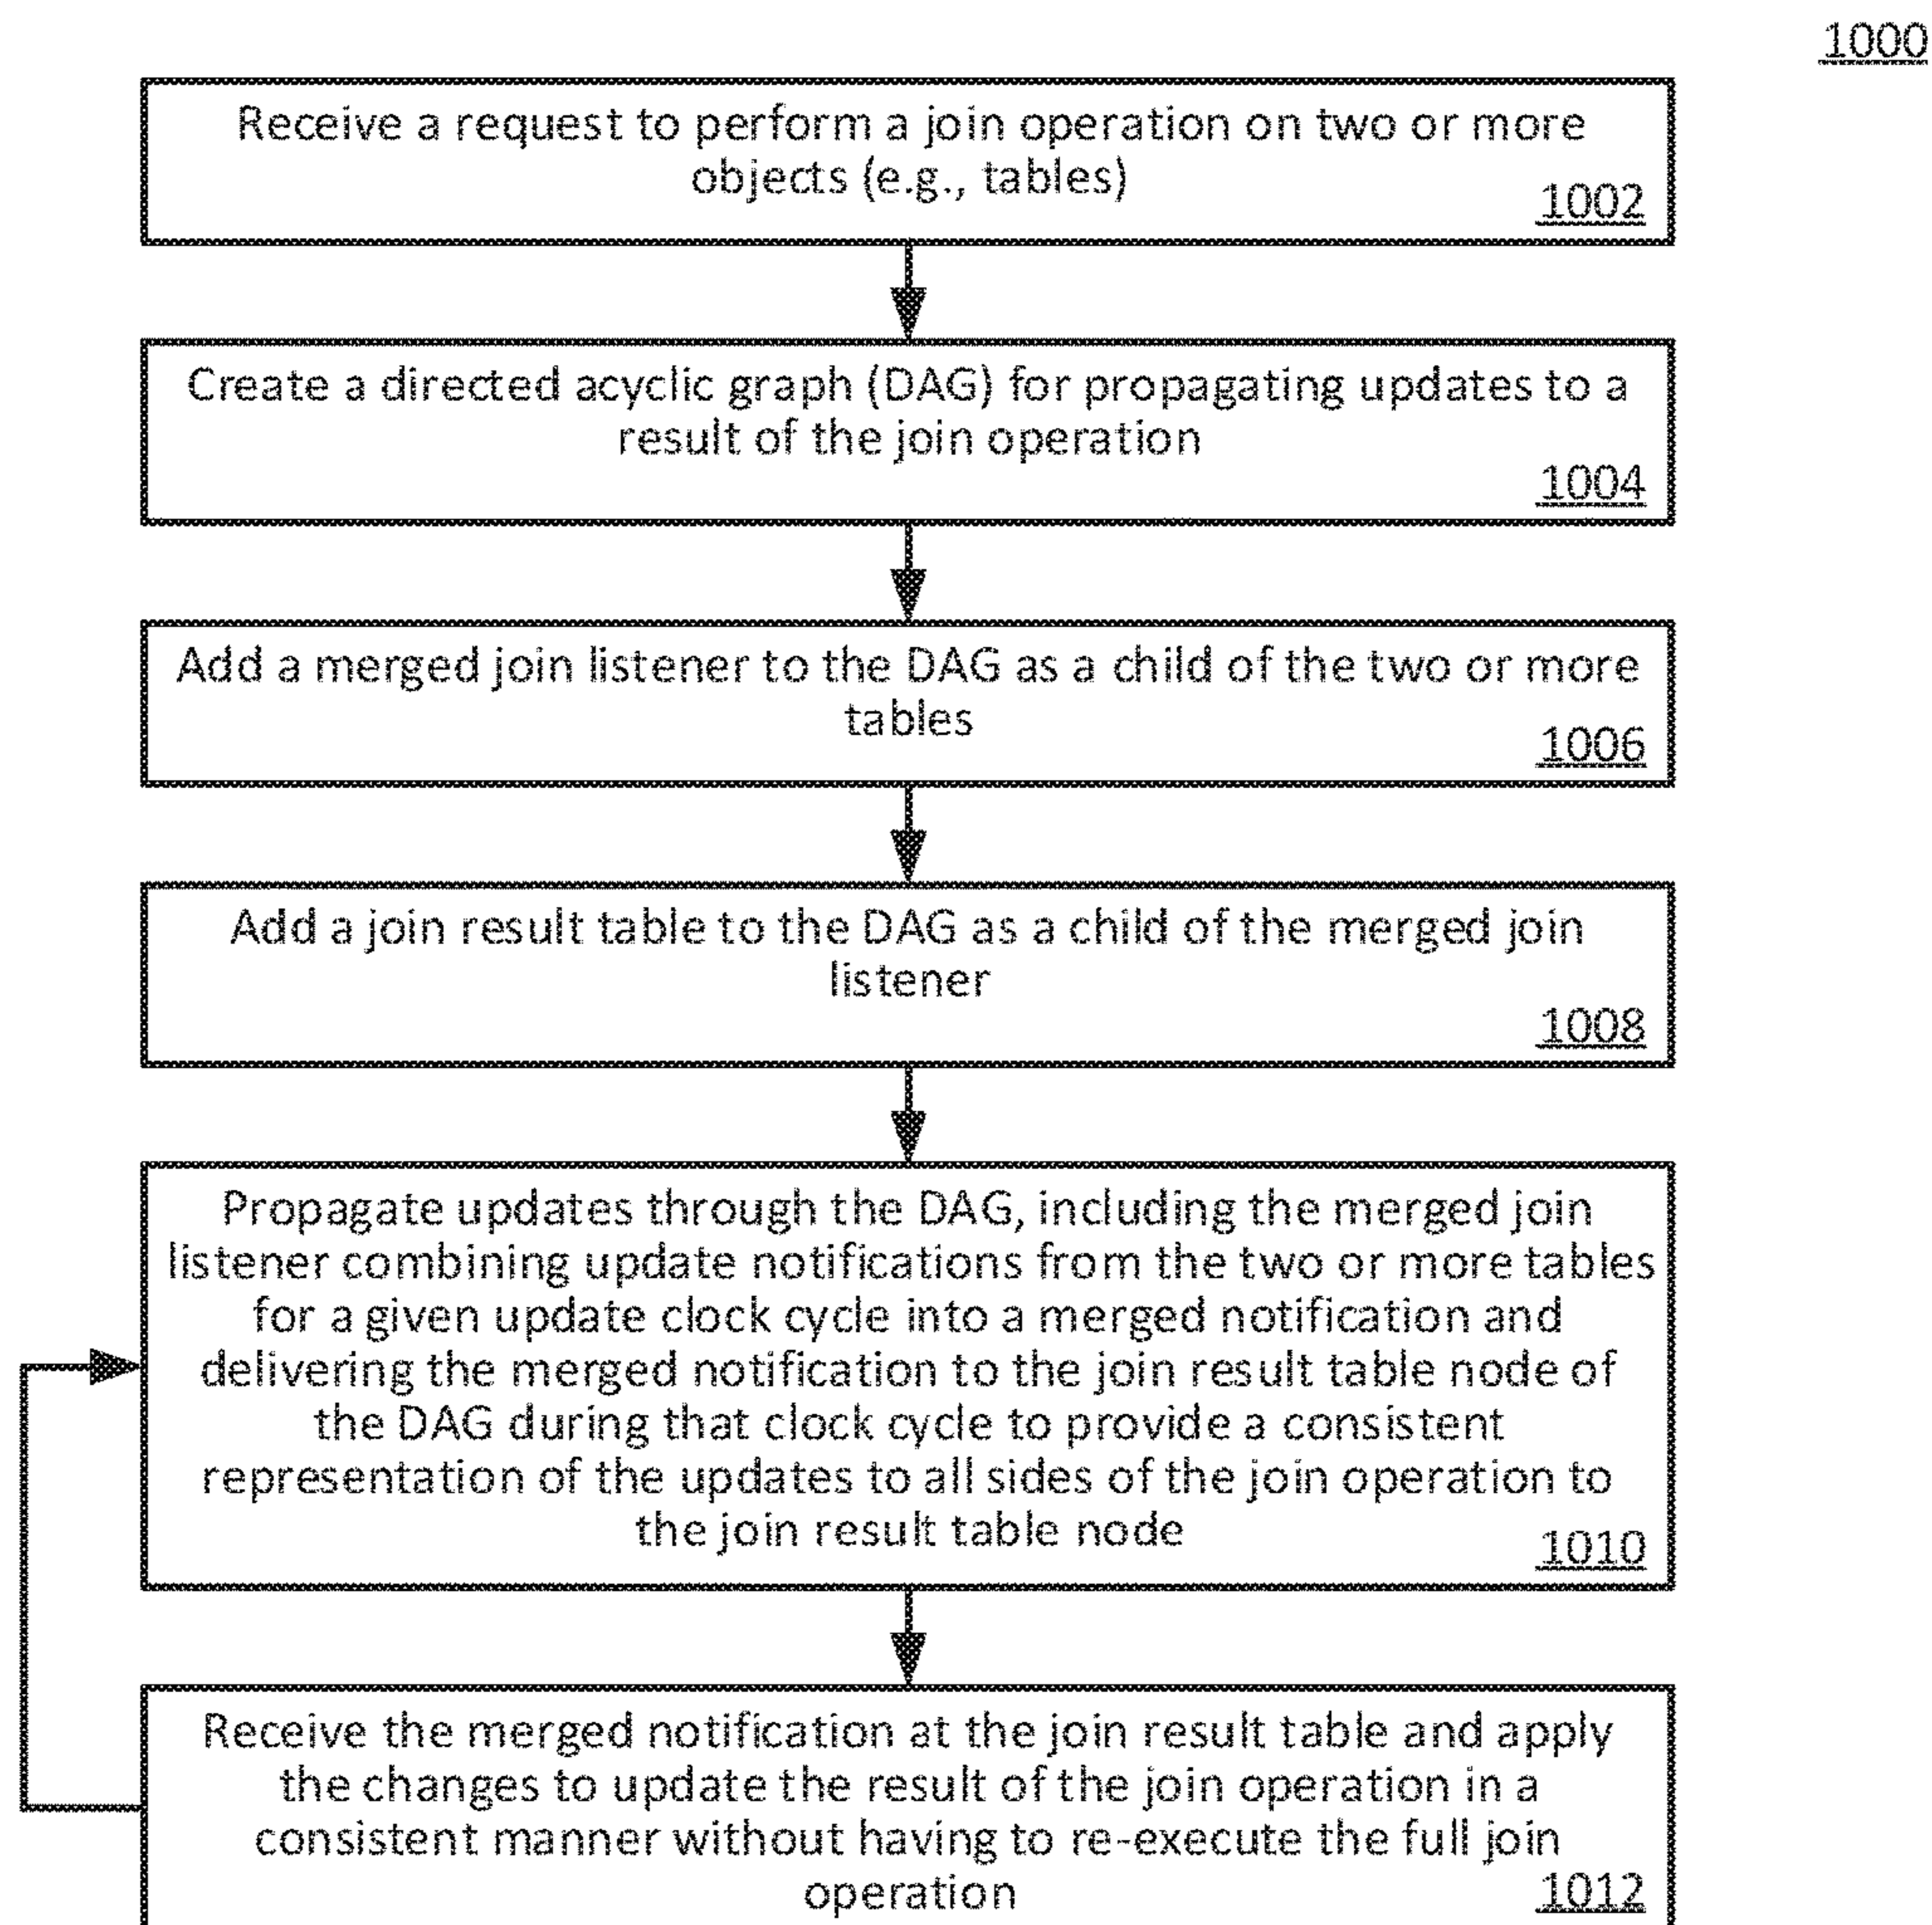 1000
Receive a request to perform a join operation on two or more
objects (e.g., tables)
1002
Create a directed acyclic graph (DAG) for propagating updates to a
result of the join operation
1004
Add a merged join listener to the DAG as a child of the two or more
tables
1006
Add a join result table to the DAG as a child of the merged join
listener
1008
Propagate updates through the DAG, including the merged join
listener combining update notifications from the two or more tables
for a given update clock cycle into a merged notification and
delivering the merged notification to the join result table node of
the DAG during that clock cycle to provide a consistent
representation of the updates to all sides of the join operation to
the join result table node
1010
Receive the merged notification at the join result table and apply
the changes to update the result of the join operation in a
consistent manner without having to re-execute the full join
operation
1012